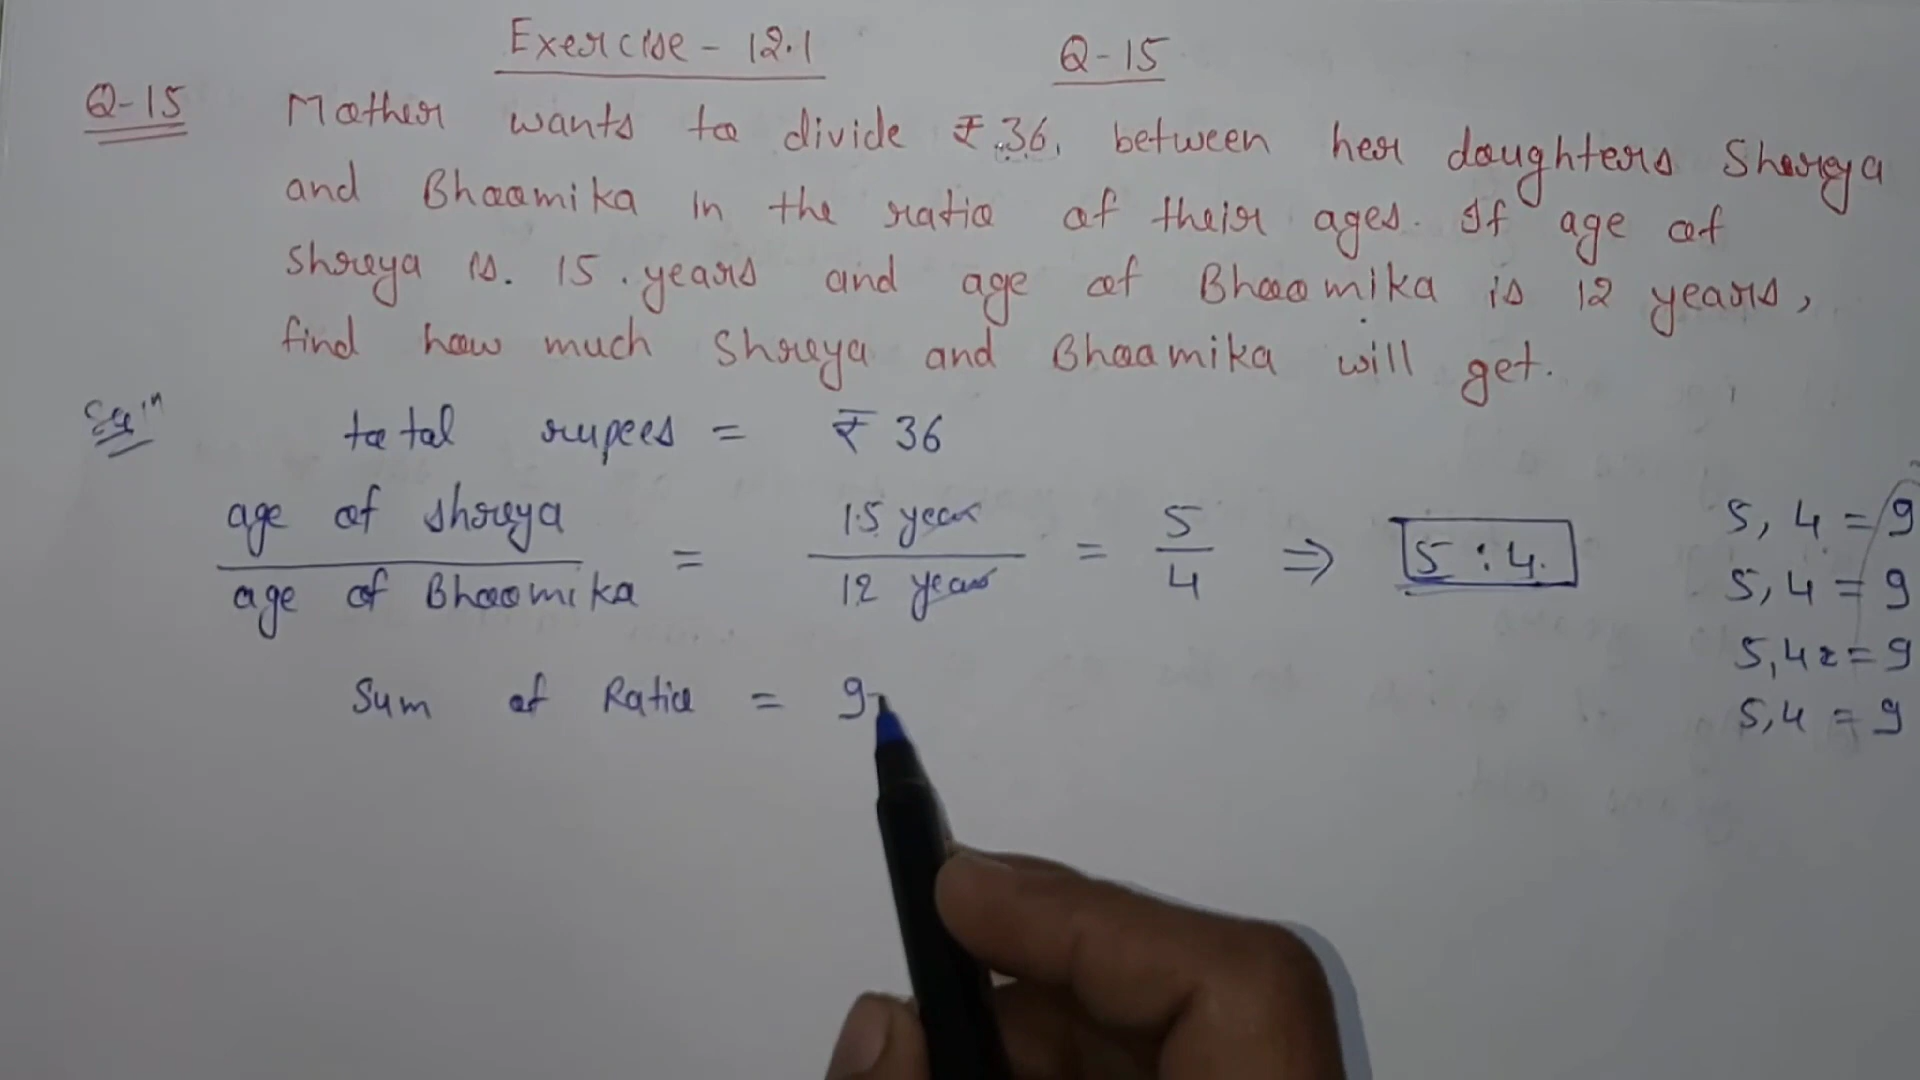 Exercise - 12.1 Q-15
Q-15 Mother wants to divide ₹ 36, between her daughters Shreya
and Bhoomika in the ratio of their ages. If age of
Shreya is 15 years and age of Bhoomika is 12 years,
find how much Shreya and Bhoomika will get.
Solⁿ total rupees = ₹ 36
age of shreya / age of Bhoomika = 15 year / 12 years = 5/4 ⇒ 5 : 4.
Sum of Ratio = 9
5, 4 = 9
5, 4 = 9
5, 4 = 9
5, 4 = 9